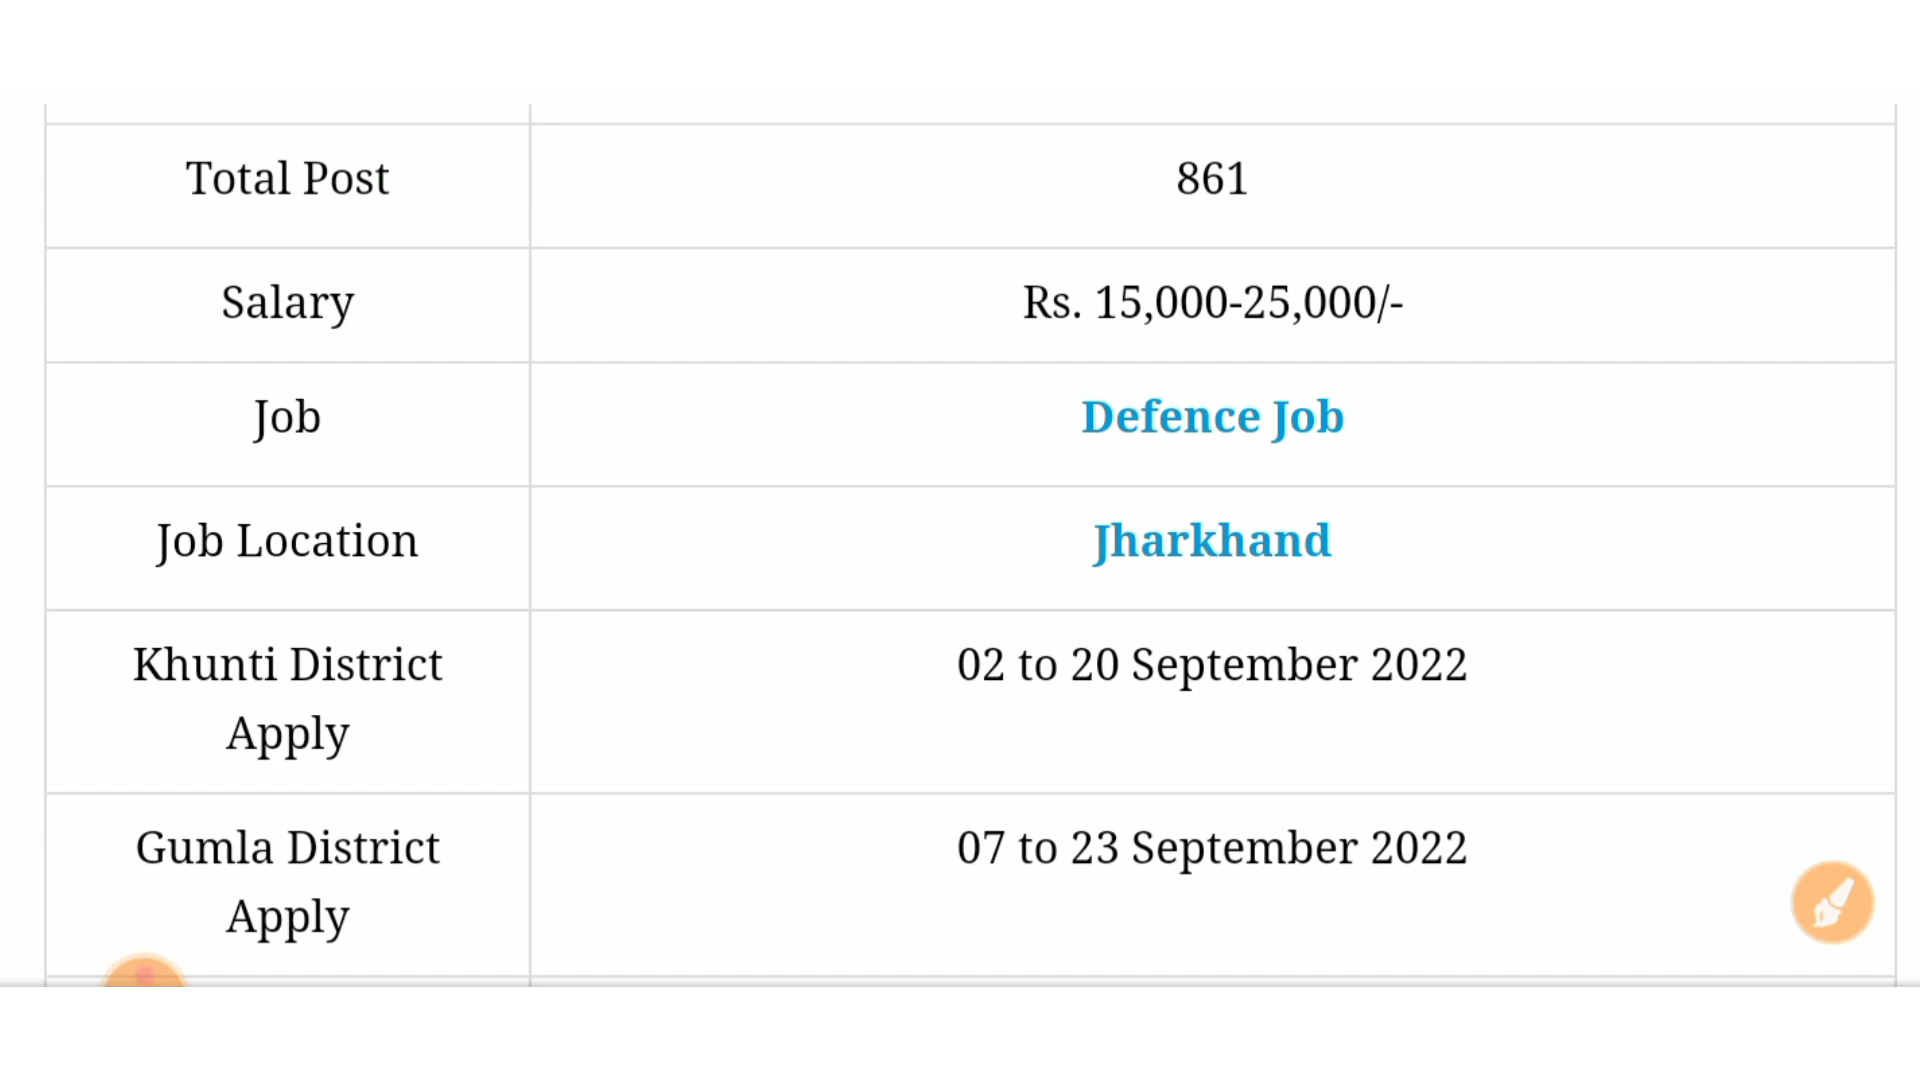 Total Post 861
Salary Rs. 15,000-25,000/-
Job Defence Job
Job Location Jharkhand
Khunti District 02 to 20 September 2022
Apply
Gumla District 07 to 23 September 2022
Apply